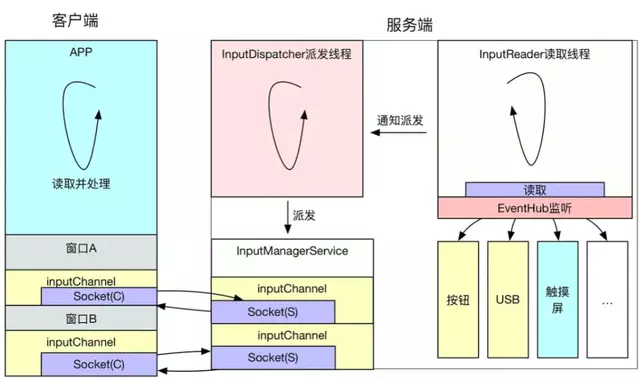 客户端
服务端
APP
读取并处理
窗口A
inputChannel
Socket(C)
窗口B
inputChannel
Socket(C)
InputDispatcher派发线程
派发
InputManagerService
inputChannel
Socket(S)
inputChannel
Socket(S)
通知派发
InputReader读取线程
读取
EventHub监听
按钮
USB
触摸
屏
...